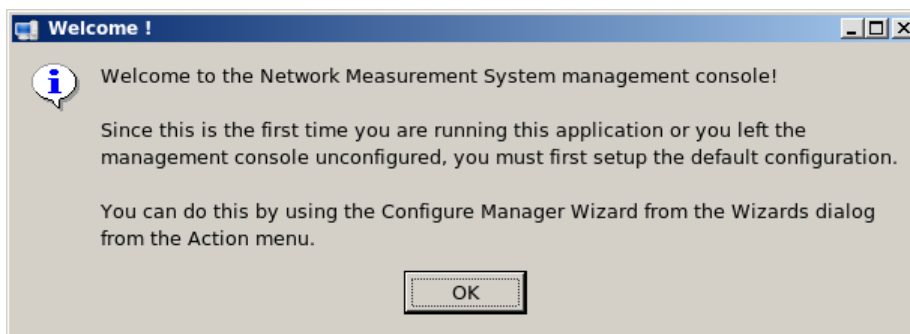 Welcome !
Welcome to the Network Measurement System management console!
Since this is the first time you are running this application or you left the
management console unconfigured, you must first setup the default configuration.
You can do this by using the Configure Manager Wizard from the Wizards dialog
from the Action menu.
OK